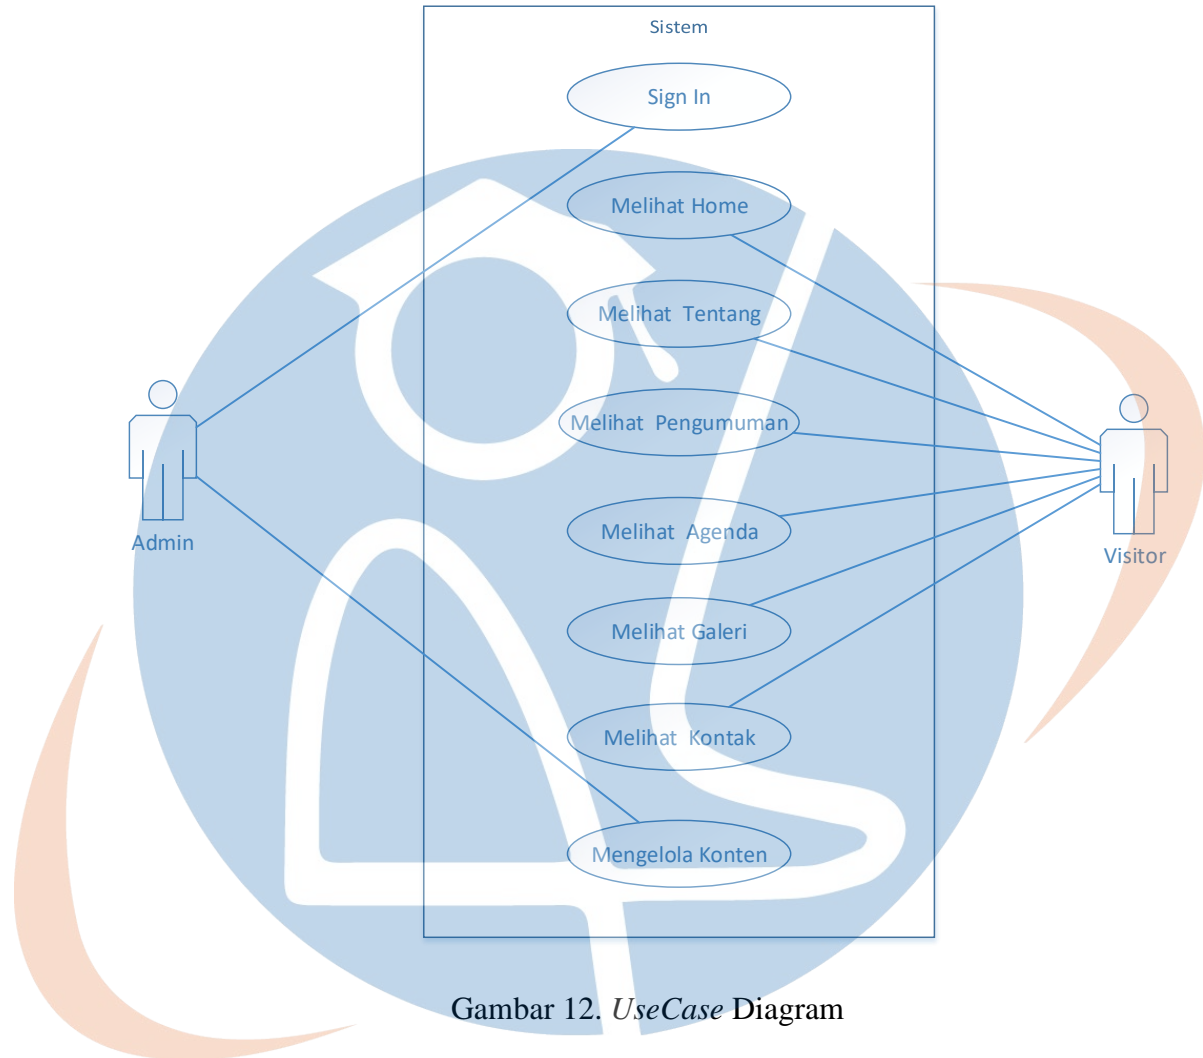 Sistem
Sign In
Melihat Home
Melihat Tentang
Melihat Pengumuman
Admin
Melihat Agenda
Visitor
Melihat Galeri
Melihat Kontak
Mengelola Konten
Gambar 12. UseCase Diagram